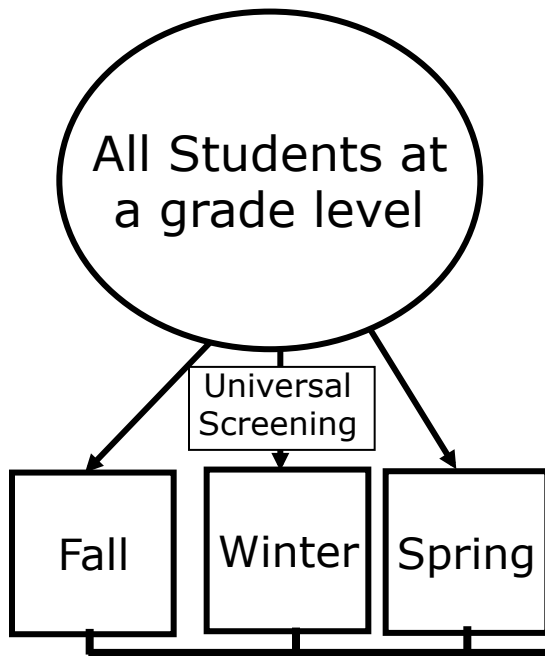 All Students at
a grade level
Universal
Screening
Fall
Winter
Spring